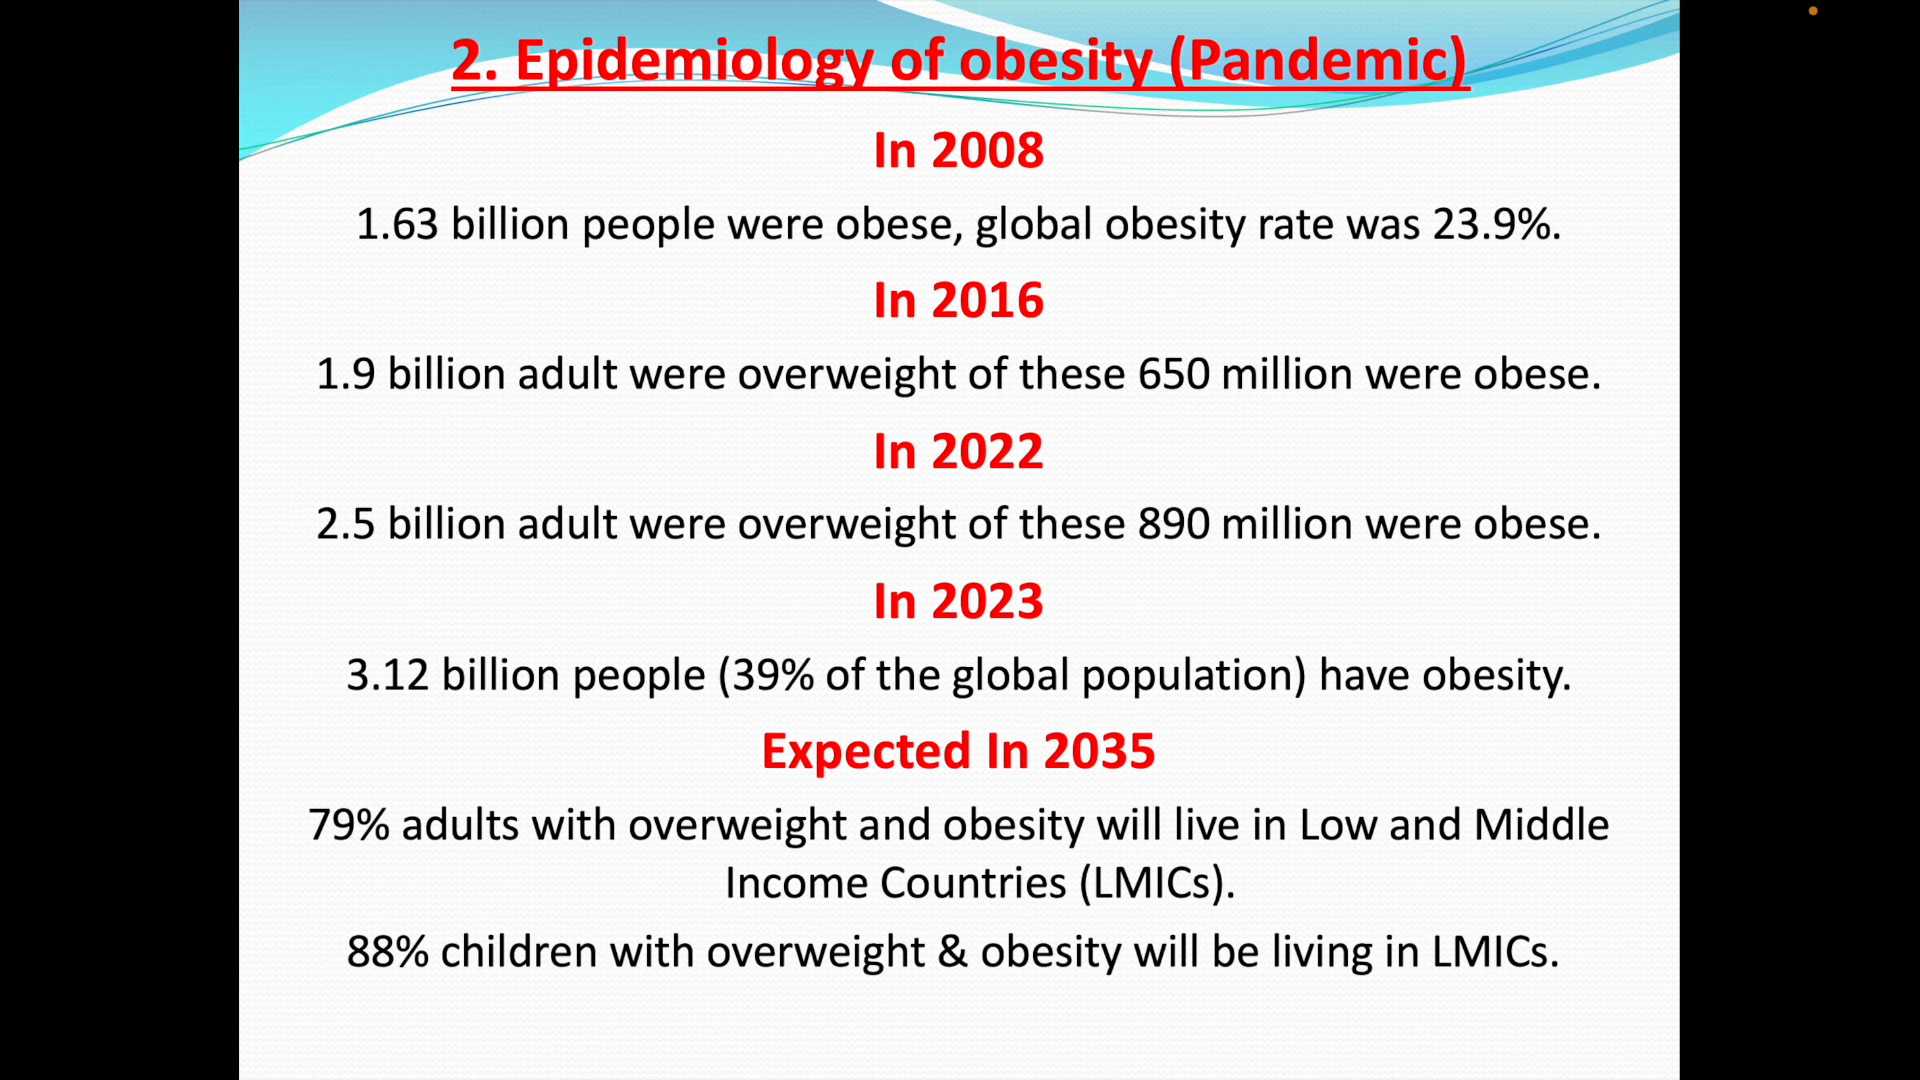 2. Epidemiology of obesity (Pandemic)
In 2008
1.63 billion people were obese, global obesity rate was 23.9%.
In 2016
1.9 billion adult were overweight of these 650 million were obese.
In 2022
2.5 billion adult were overweight of these 890 million were obese.
In 2023
3.12 billion people (39% of the global population) have obesity.
Expected In 2035
79% adults with overweight and obesity will live in Low and Middle
Income Countries (LMICs).
88% children with overweight & obesity will be living in LMICs.